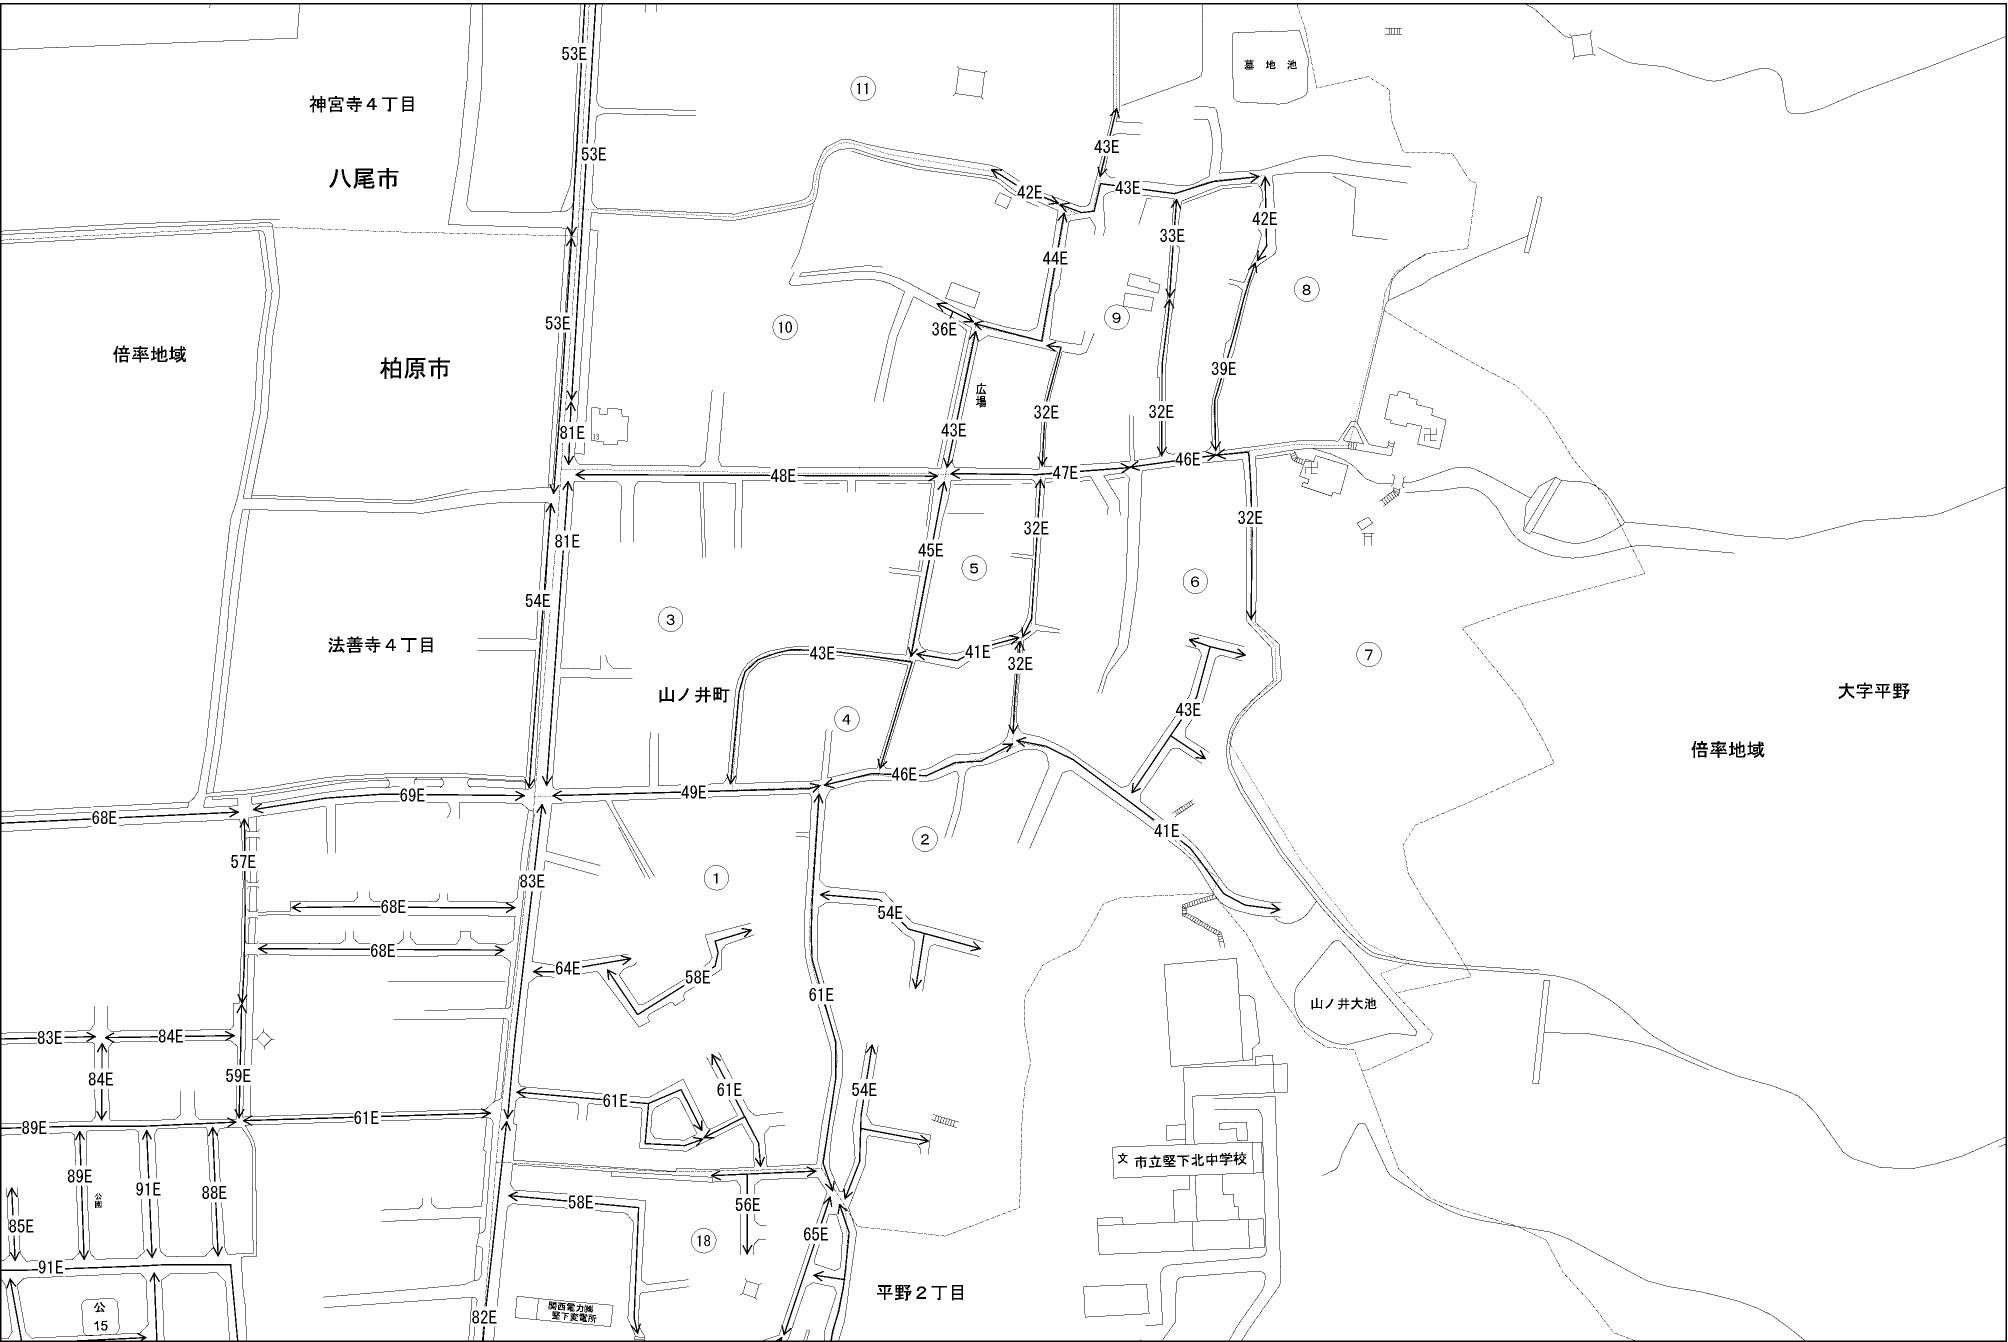 53E
墓地池
11
神宮寺4丁目
43E
53E
八尾市
42E
43E
42E
33E
44E
8
53E
10
36E
9
倍率地域
柏原市
39E
広場
32E
32E
81E
13
43E
48E
47E
46E
32E
32E
81E
45E
5
6
54E
3
法善寺4丁目
43E
41E
32E
7
山ノ井町
大字平野
43E
4
倍率地域
46E
69E
49E
68E
41E
2
57E
1
83E
68E
54E
68E
64E
58E
61E
山ノ井大池
83E
84E
84E
59E
61E
54E
61E
61E
89E
文 市立堅下北中学校
89E
公園
91E
88E
58E
56E
85E
65E
18
91E
平野2丁目
公
15
82E
関西電力㈱
堅下変電所